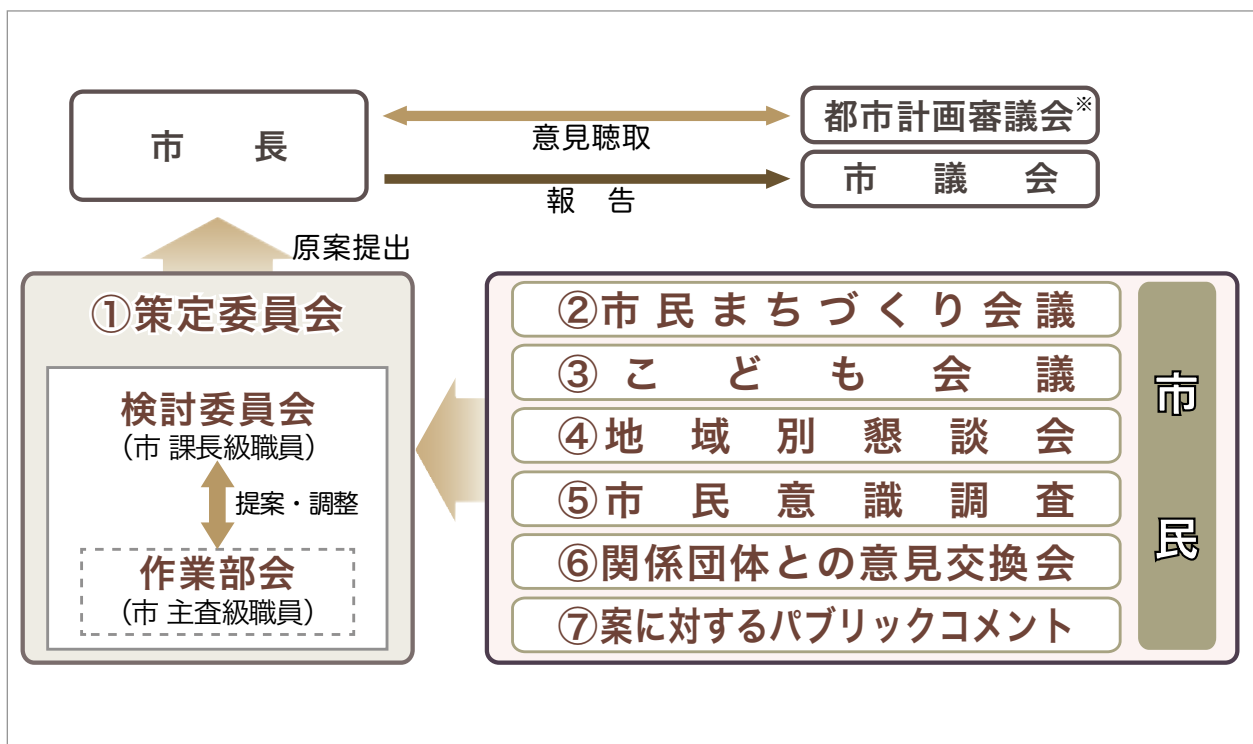 市長
意見聴取
都市計画審議会※
報告
市議会
原案提出
①策定委員会
検討委員会
(市 課長級職員)
提案・調整
作業部会
(市 主査級職員)
②市民まちづくり会議
③こども会議
④地域別懇談会
⑤市民意識調査
⑥関係団体との意見交換会
⑦案に対するパブリックコメント
市民